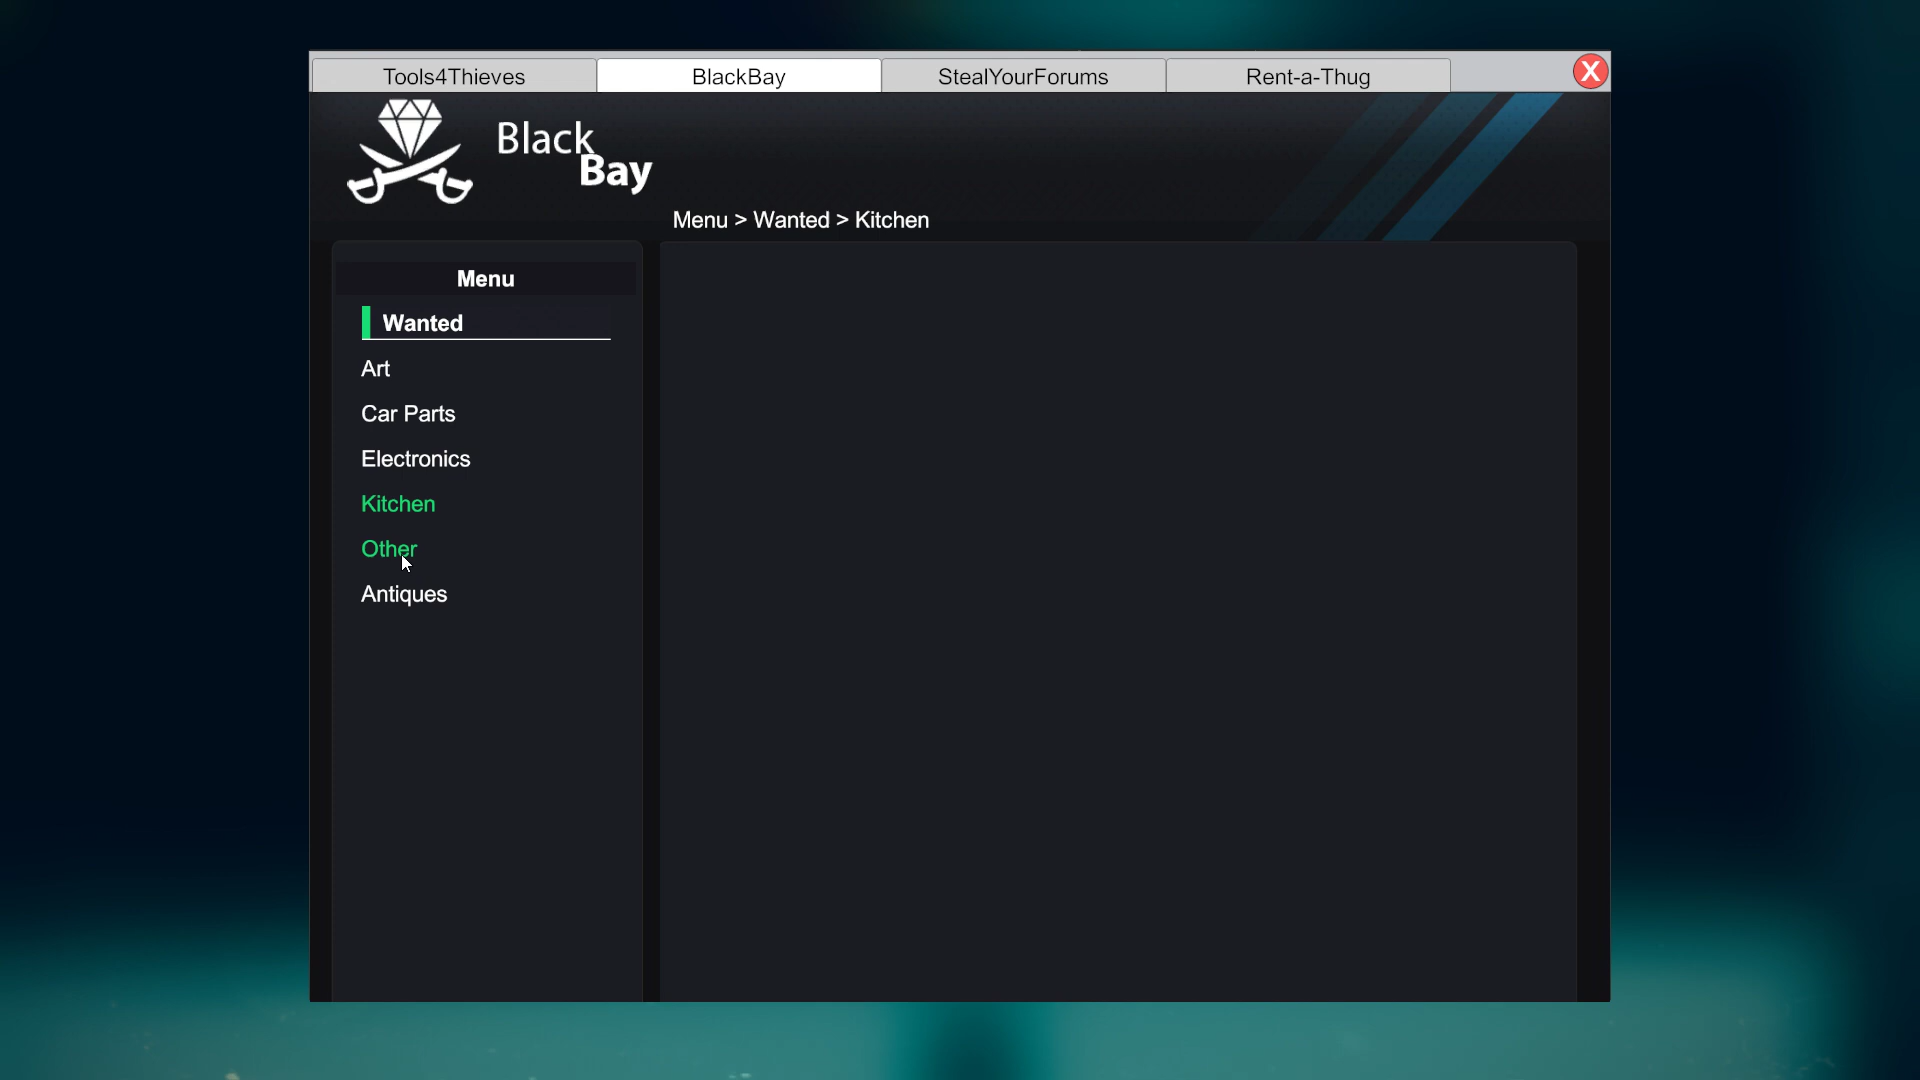 Tools4Thieves
BlackBay
StealYourForums
Rent-a-Thug
X
Black
Bay
Menu > Wanted > Kitchen
Menu
Wanted
Art
Car Parts
Electronics
Kitchen
Other
Antiques